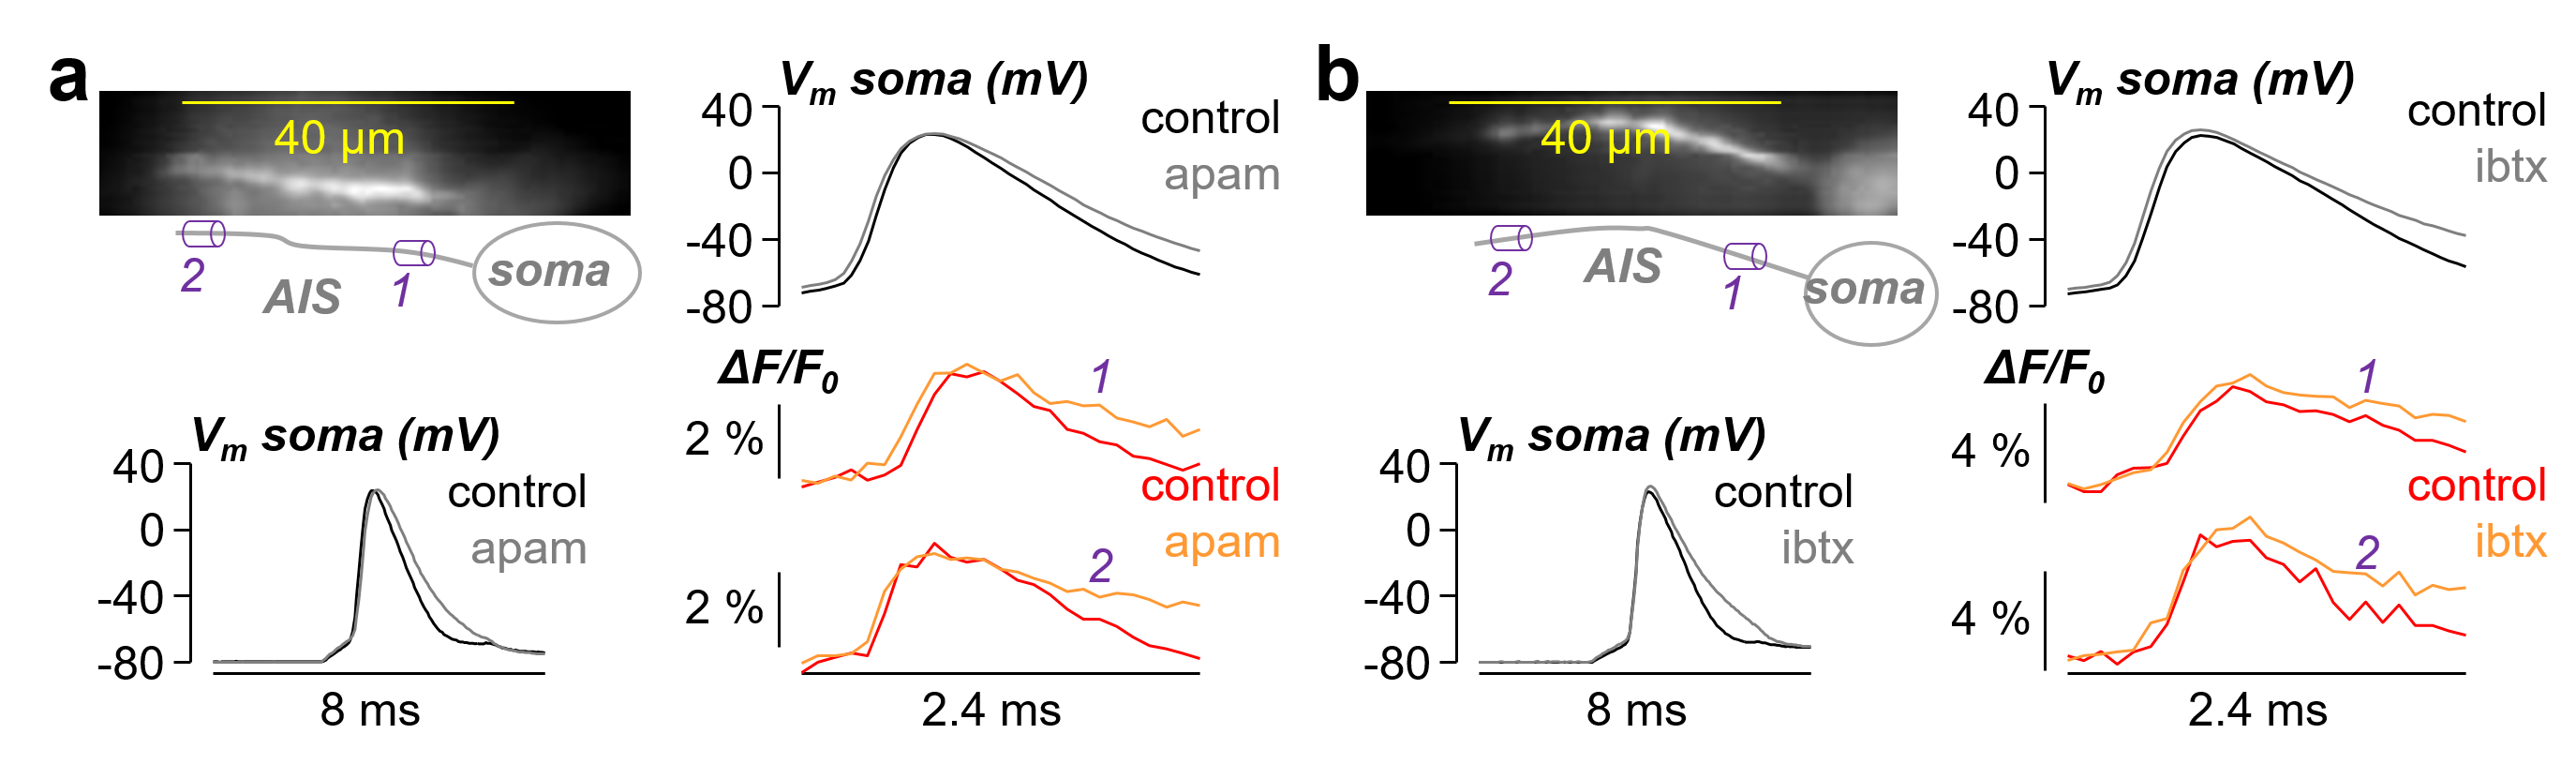 a
40 μm
2
AIS
1
soma
Vm soma (mV)
40
0
-40
-80
control
apam
8 ms
Vm soma (mV)
40
0
-40
-80
control
apam
ΔF/F0
1
2 %
control
apam
2
2 %
2.4 ms
b
40 μm
2
AIS
1
soma
Vm soma (mV)
40
0
-40
-80
control
ibtx
8 ms
Vm soma (mV)
40
0
-40
-80
control
ibtx
ΔF/F0
1
4 %
control
ibtx
2
4 %
2.4 ms